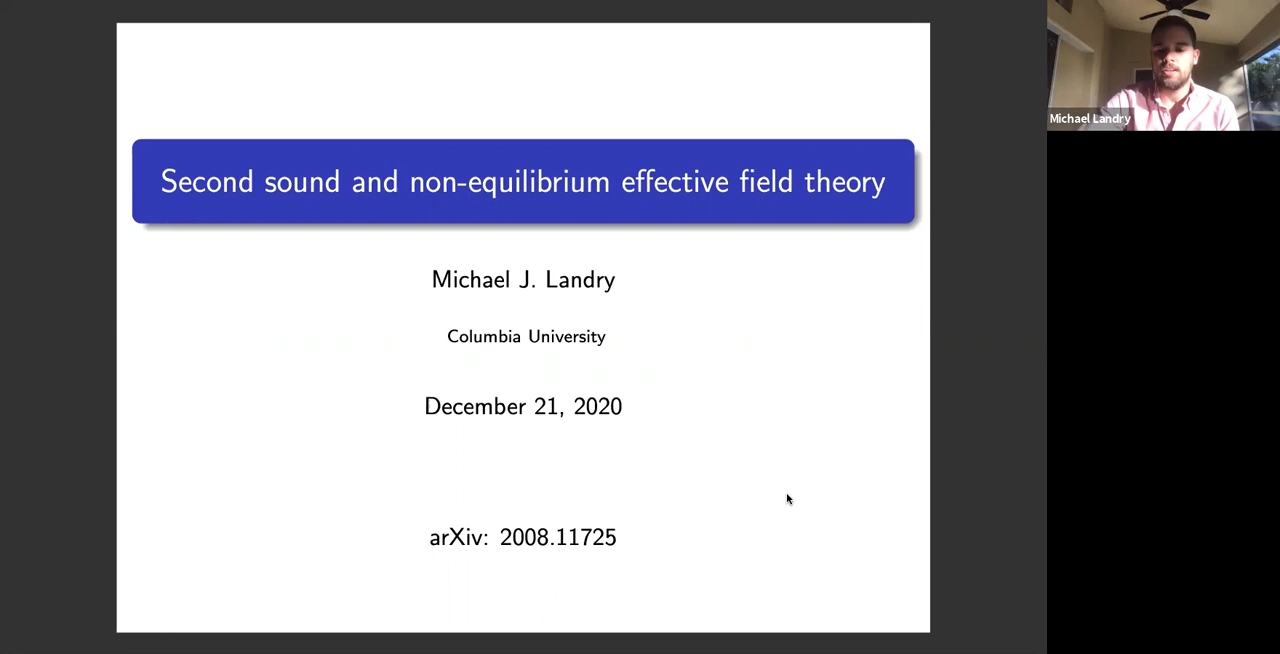 Second sound and non-equilibrium effective field theory
Michael J. Landry
Columbia University
December 21, 2020
arXiv: 2008.11725
Michael Landry